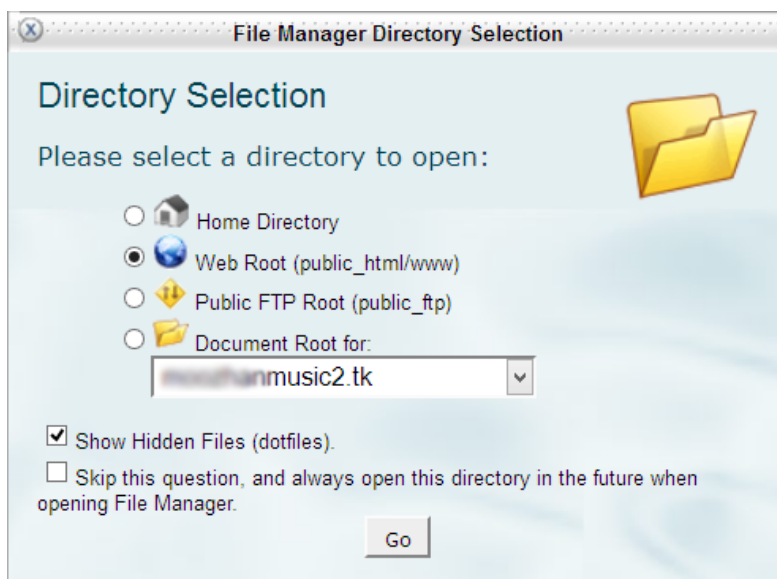 File Manager Directory Selection
Directory Selection
Please select a directory to open:
Home Directory
Web Root (public_html/www)
Public FTP Root (public_ftp)
Document Root for:
music2.tk
Show Hidden Files (dotfiles).
Skip this question, and always open this directory in the future when
opening File Manager.
Go